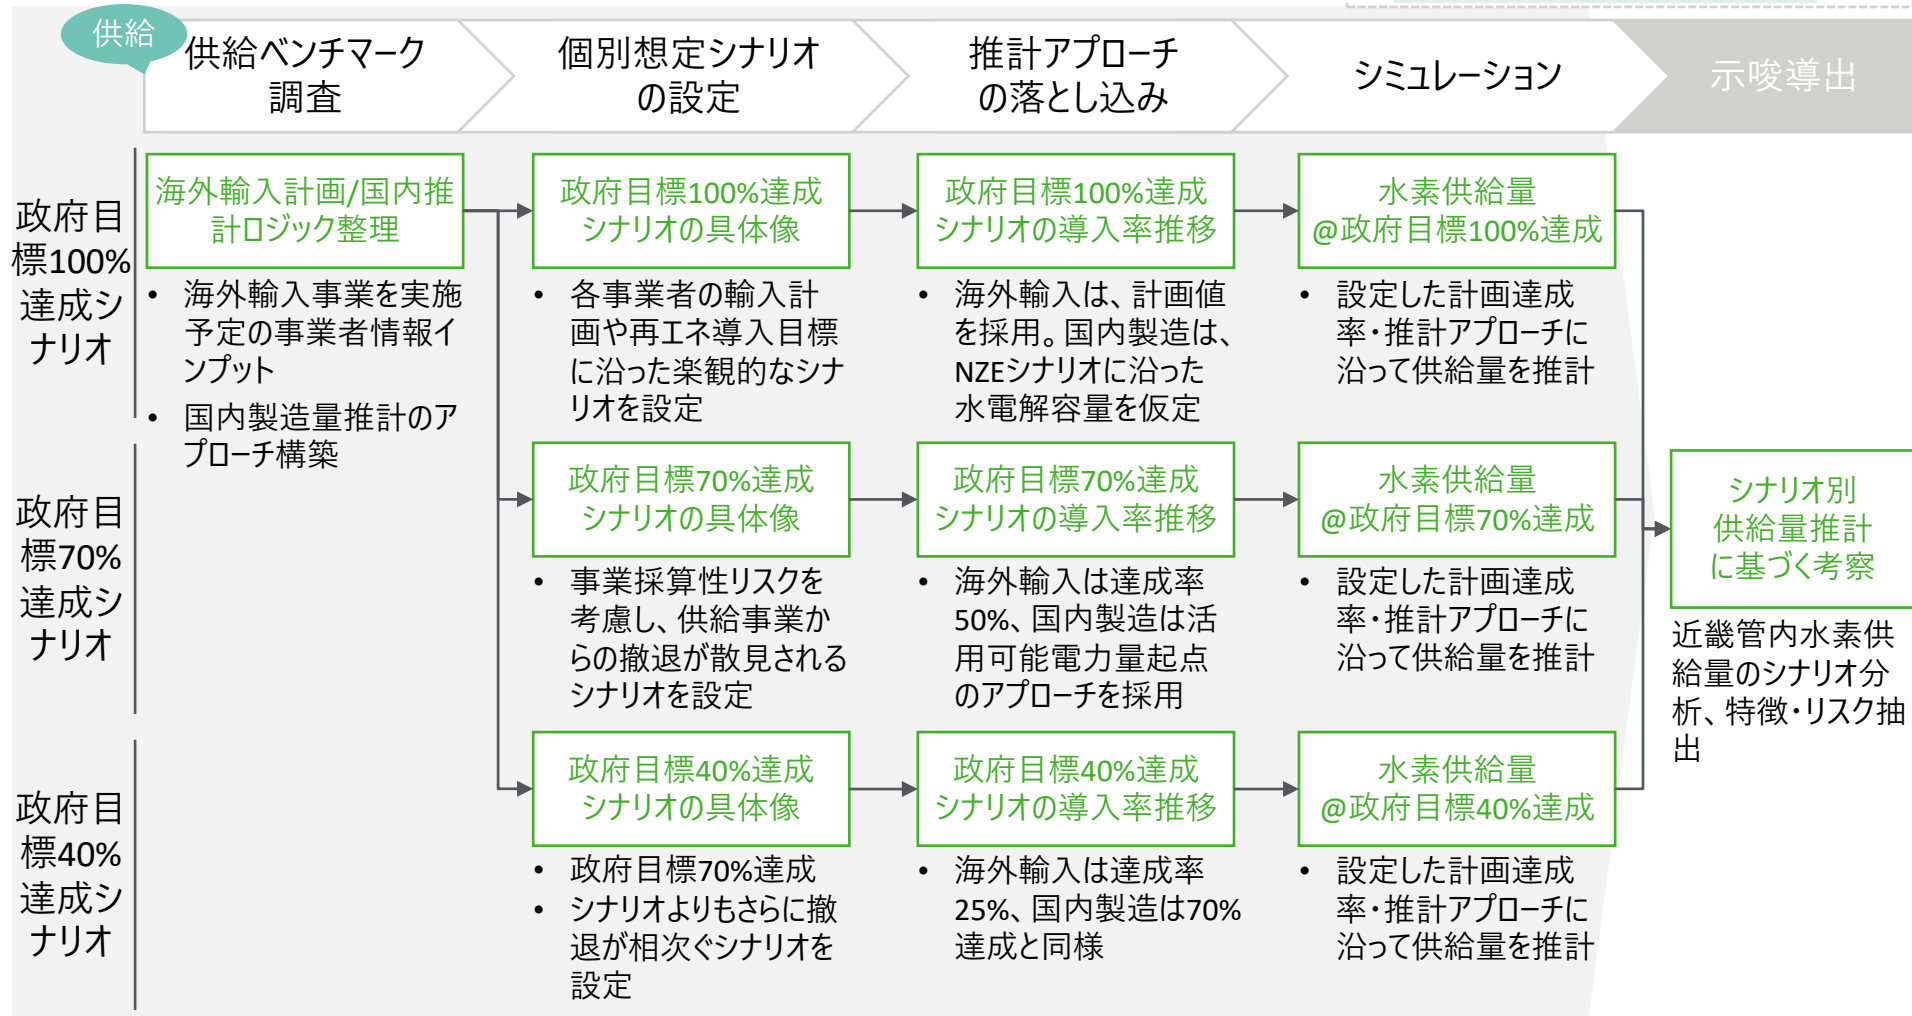 供給
供給ベンチマーク
調査
個別想定シナリオ
の設定
推計アプローチ
の落とし込み
シミュレーション
示唆導出
政府目
標100%
達成シ
ナリオ
海外輸入計画/国内推
計ロジック整理
• 海外輸入事業を実施
予定の事業者情報イ
ンプット
• 国内製造量推計のア
プローチ構築
政府目標100%達成
シナリオの具体像
• 各事業者の輸入計
画や再エネ導入目標
に沿った楽観的なシナ
リオを設定
政府目標100%達成
シナリオの導入率推移
• 海外輸入は、計画値
を採用。国内製造は、
NZEシナリオに沿った
水電解容量を仮定
水素供給量
@政府目標100%達成
• 設定した計画達成
率・推計アプローチに
沿って供給量を推計
政府目
標70%
達成シ
ナリオ
政府目標70%達成
シナリオの具体像
• 事業採算性リスクを
考慮し、供給事業か
らの撤退が散見される
シナリオを設定
政府目標70%達成
シナリオの導入率推移
• 海外輸入は達成率
50%、国内製造は活
用可能電力量起点
のアプローチを採用
水素供給量
@政府目標70%達成
• 設定した計画達成
率・推計アプローチに
沿って供給量を推計
シナリオ別
供給量推計
に基づく考察
近畿管内水素供
給量のシナリオ分
析、特徴・リスク抽
出
政府目
標40%
達成シ
ナリオ
政府目標40%達成
シナリオの具体像
• 政府目標70%達成
• シナリオよりもさらに撤
退が相次ぐシナリオを
設定
政府目標40%達成
シナリオの導入率推移
• 海外輸入は達成率
25%、国内製造は70%
達成と同様
水素供給量
@政府目標40%達成
• 設定した計画達成
率・推計アプローチに
沿って供給量を推計